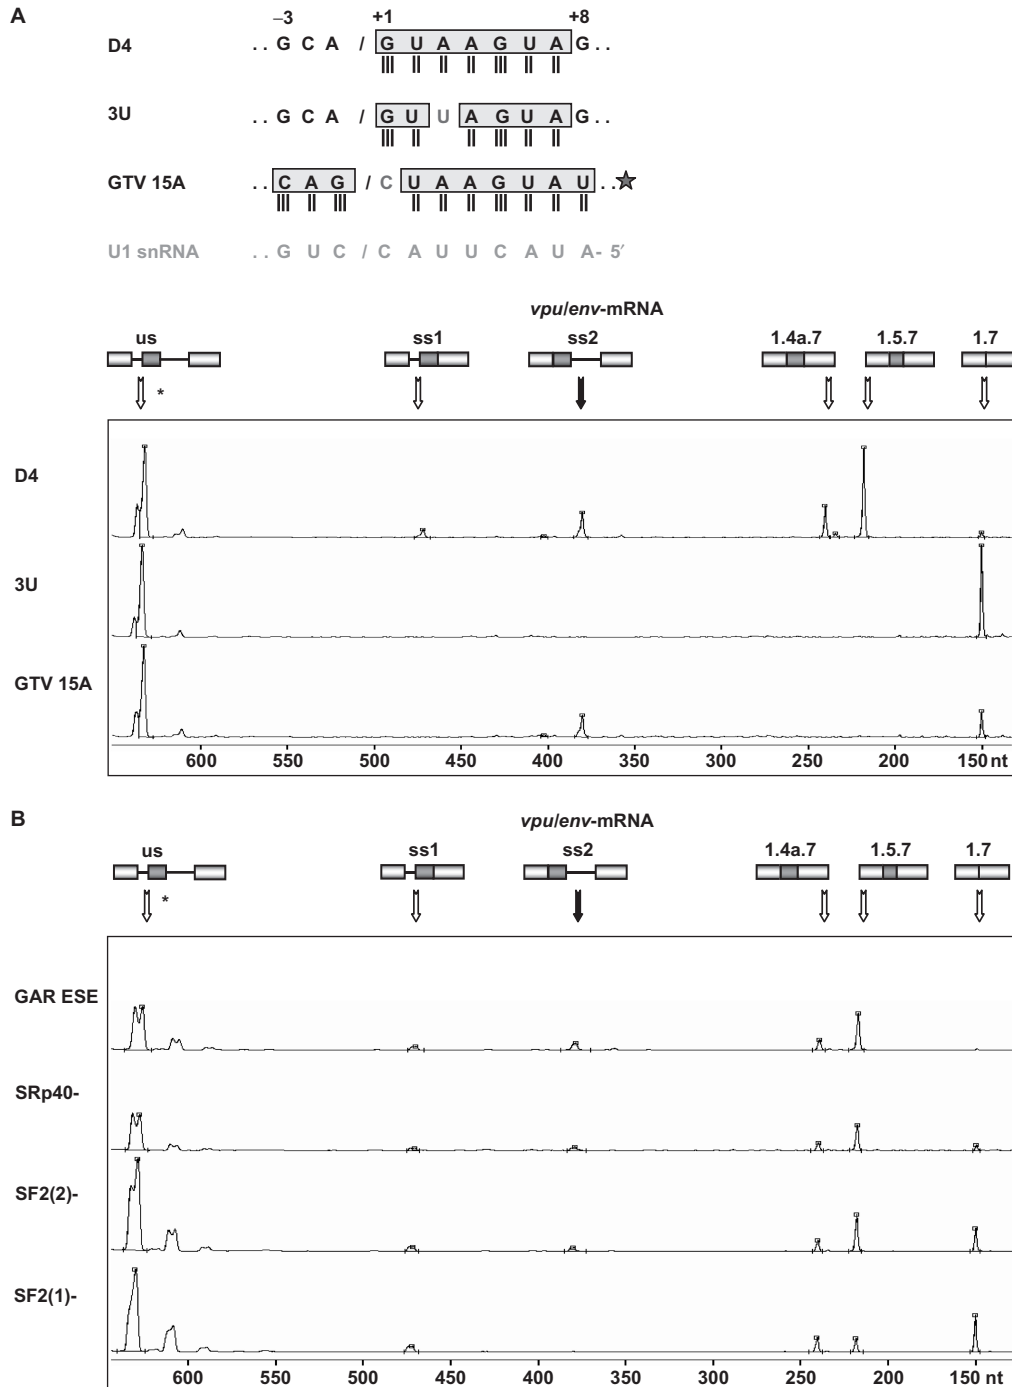 A
–3 +1 +8
D4 . . G C A / G U A A G U A G . .
3U . . G C A / G U U A G U A G . .
GTV 15A . . C A G / C U A A G U A U . . ★
U1 snRNA . . G U C / C A U U C A U A- 5′
vpu/env-mRNA
us ss1 ss2 1.4a.7 1.5.7 1.7
*
D4
3U
GTV 15A
600 550 500 450 400 350 300 250 200 150 nt
B
vpu/env-mRNA
us ss1 ss2 1.4a.7 1.5.7 1.7
*
GAR ESE
SRp40-
SF2(2)-
SF2(1)-
600 550 500 450 400 350 300 250 200 150 nt